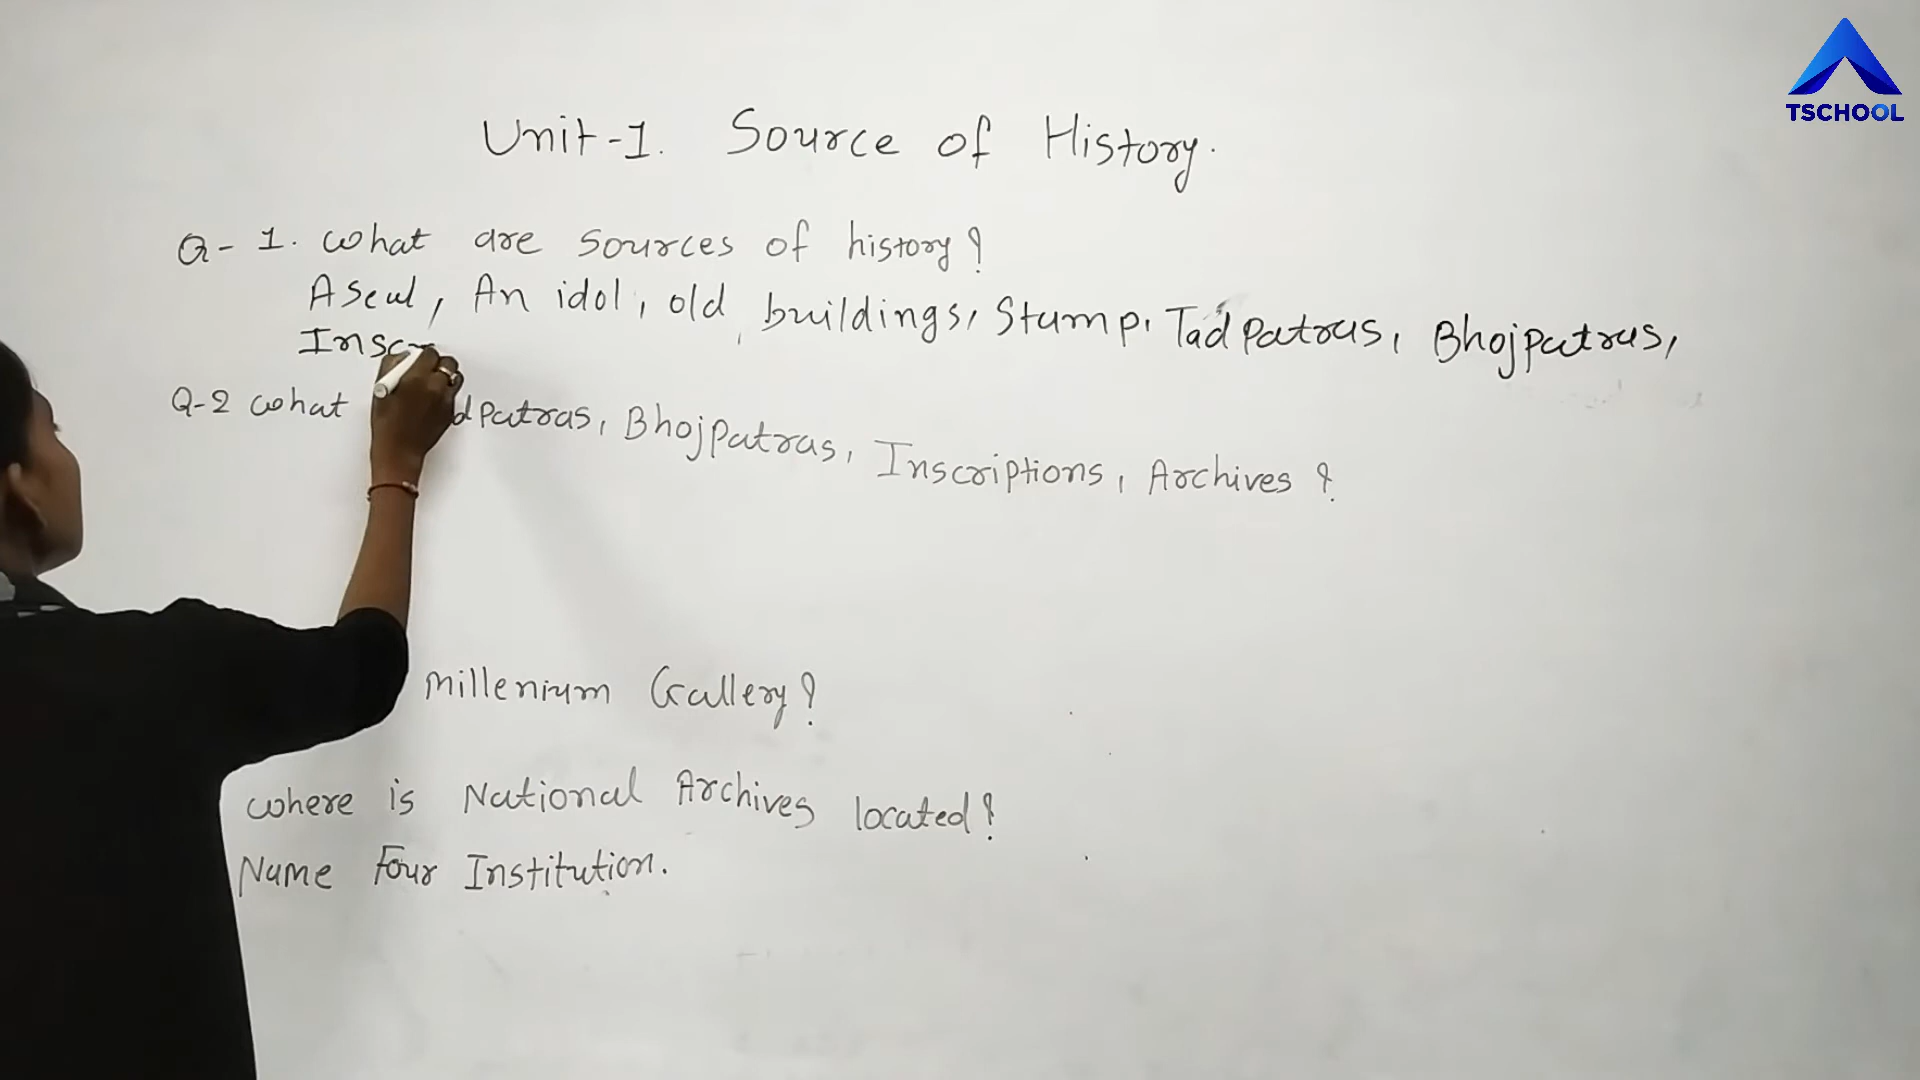 TSCHOOL
Unit-1. Source of History.
Q-1. What are sources of history?
A seal, An idol, old buildings, Stump, Tadpatras, Bhojpatras,
Inscr
Q-2 What dpatras, Bhojpatras, Inscriptions, Archives?
Millenium Gallery?
Where is National Archives located?
Name Four Institution.